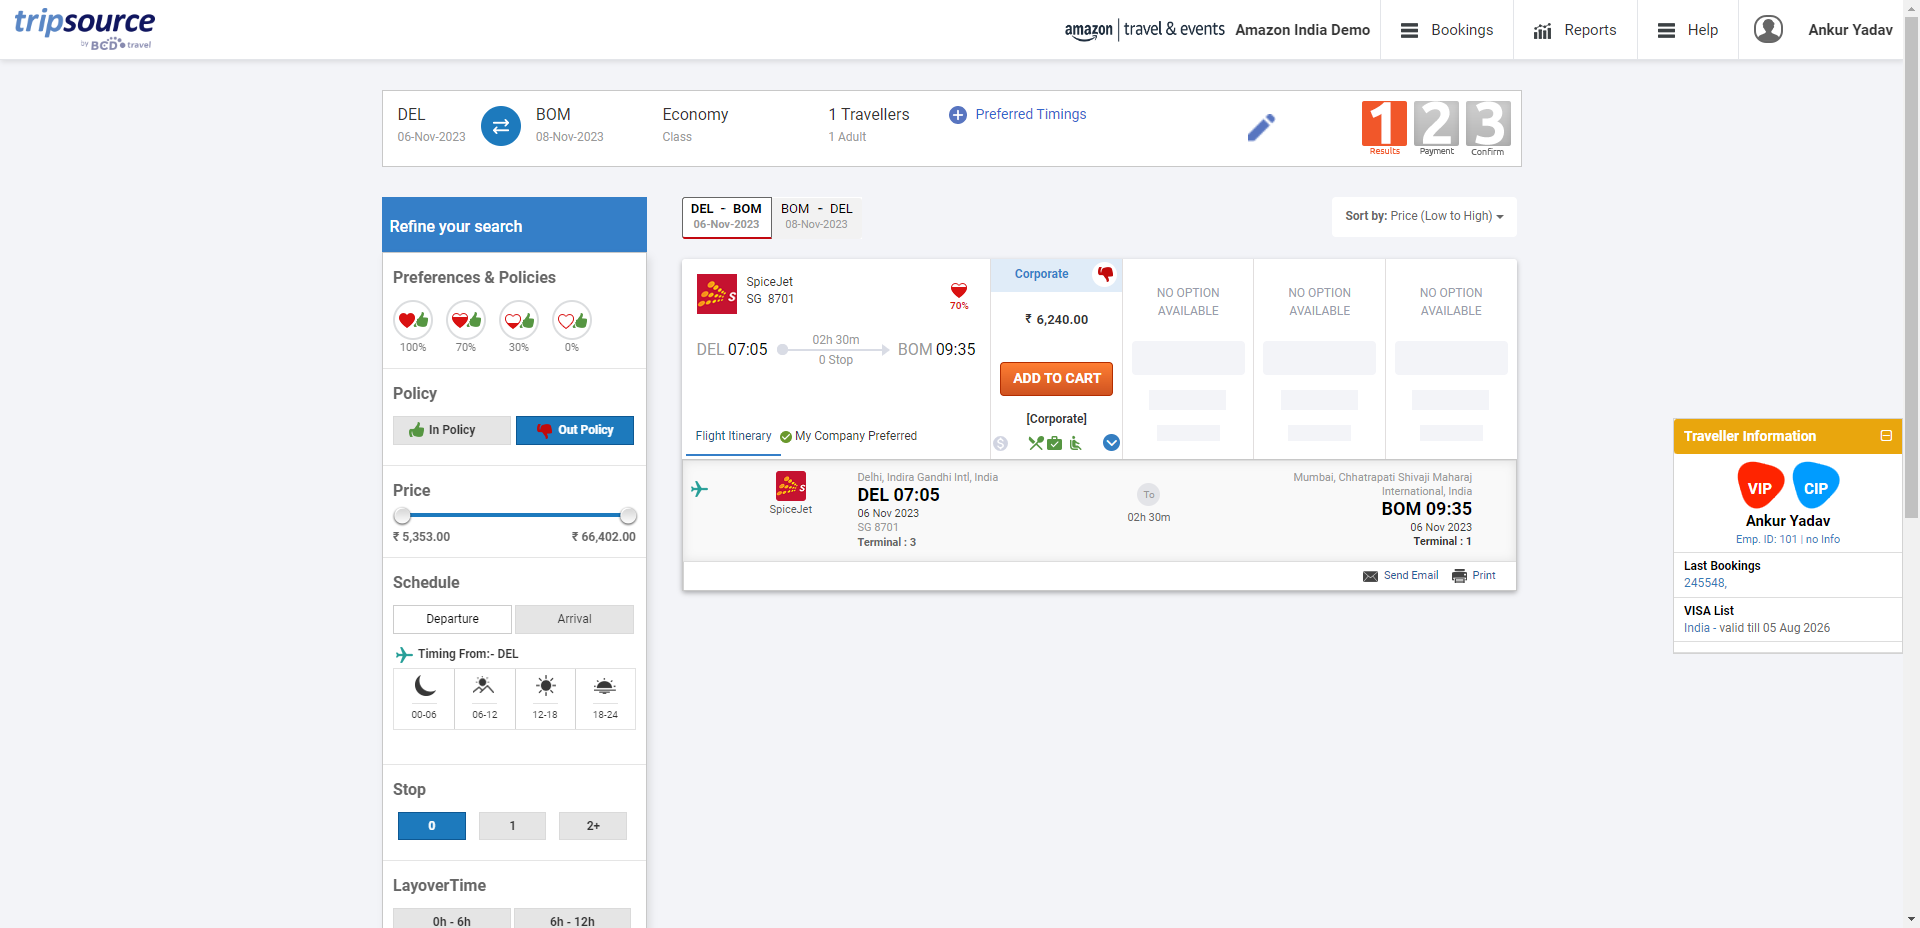 tripsource
by BCD travel
amazon | travel & events
Amazon India Demo
Bookings
Reports
Help
Ankur Yadav
DEL
06-Nov-2023
BOM
08-Nov-2023
Economy
Class
1 Travellers
1 Adult
Preferred Timings
1
Results
2
Payment
3
Confirm
Refine your search
Preferences & Policies
100% 70% 30% 0%
Policy
In Policy
Out Policy
Price
₹ 5,353.00 ₹ 66,402.00
Schedule
Departure Arrival
Timing From:- DEL
00-06 06-12 12-18 18-24
Stop
0 1 2+
LayoverTime
0h - 6h 6h - 12h
DEL - BOM
06-Nov-2023
BOM - DEL
08-Nov-2023
Sort by: Price (Low to High)
SpiceJet
SG 8701
70%
DEL 07:05
02h 30m
0 Stop
BOM 09:35
Flight Itinerary
My Company Preferred
Corporate
₹ 6,240.00
ADD TO CART
[Corporate]
NO OPTION
AVAILABLE
NO OPTION
AVAILABLE
NO OPTION
AVAILABLE
SpiceJet
Delhi, Indira Gandhi Intl, India
DEL 07:05
06 Nov 2023
SG 8701
Terminal : 3
To
02h 30m
Mumbai, Chhatrapati Shivaji Maharaj
International, India
BOM 09:35
06 Nov 2023
Terminal : 1
Send Email
Print
Traveller Information
VIP CIP
Ankur Yadav
Emp. ID: 101 | no Info
Last Bookings
245548,
VISA List
India - valid till 05 Aug 2026